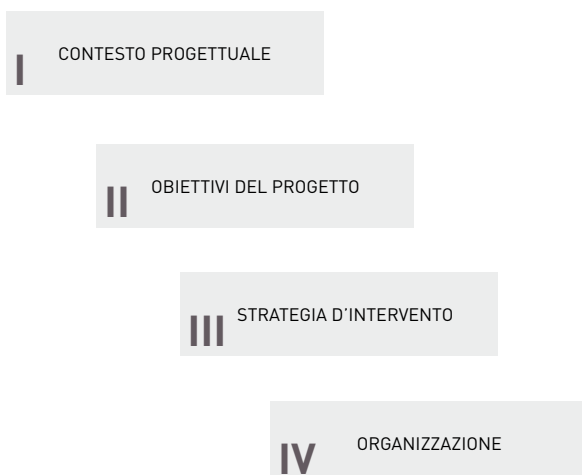 I CONTESTO PROGETTUALE
II OBIETTIVI DEL PROGETTO
III STRATEGIA D'INTERVENTO
IV ORGANIZZAZIONE